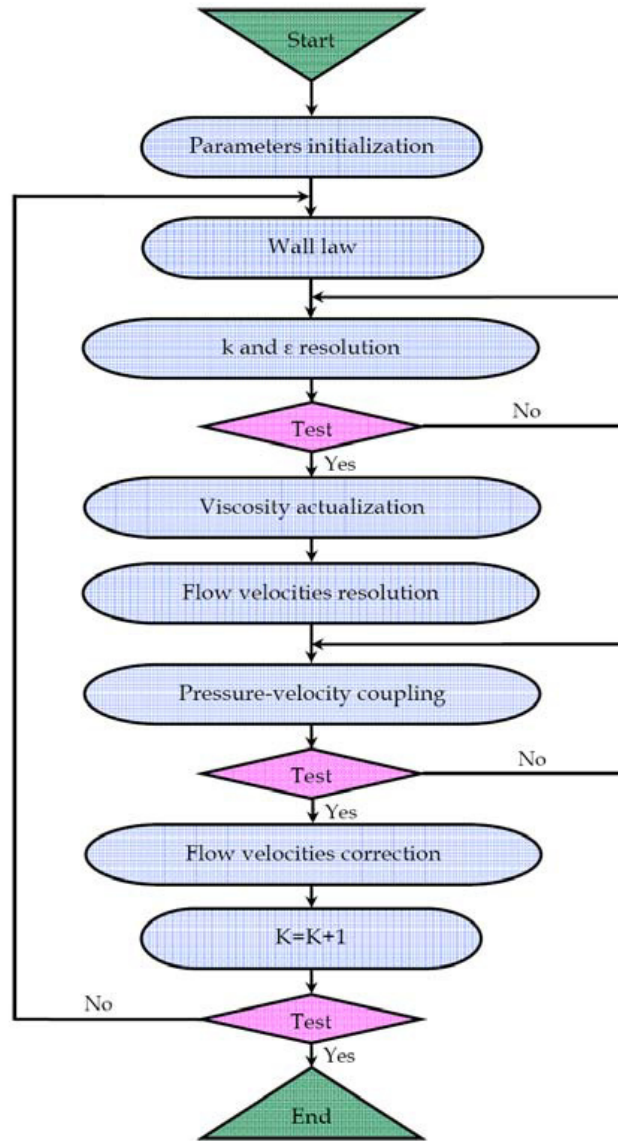 Start
Parameters initialization
Wall law
k and ε resolution
Test
No
Yes
Viscosity actualization
Flow velocities resolution
Pressure-velocity coupling
Test
No
Yes
Flow velocities correction
K=K+1
No
Test
Yes
End